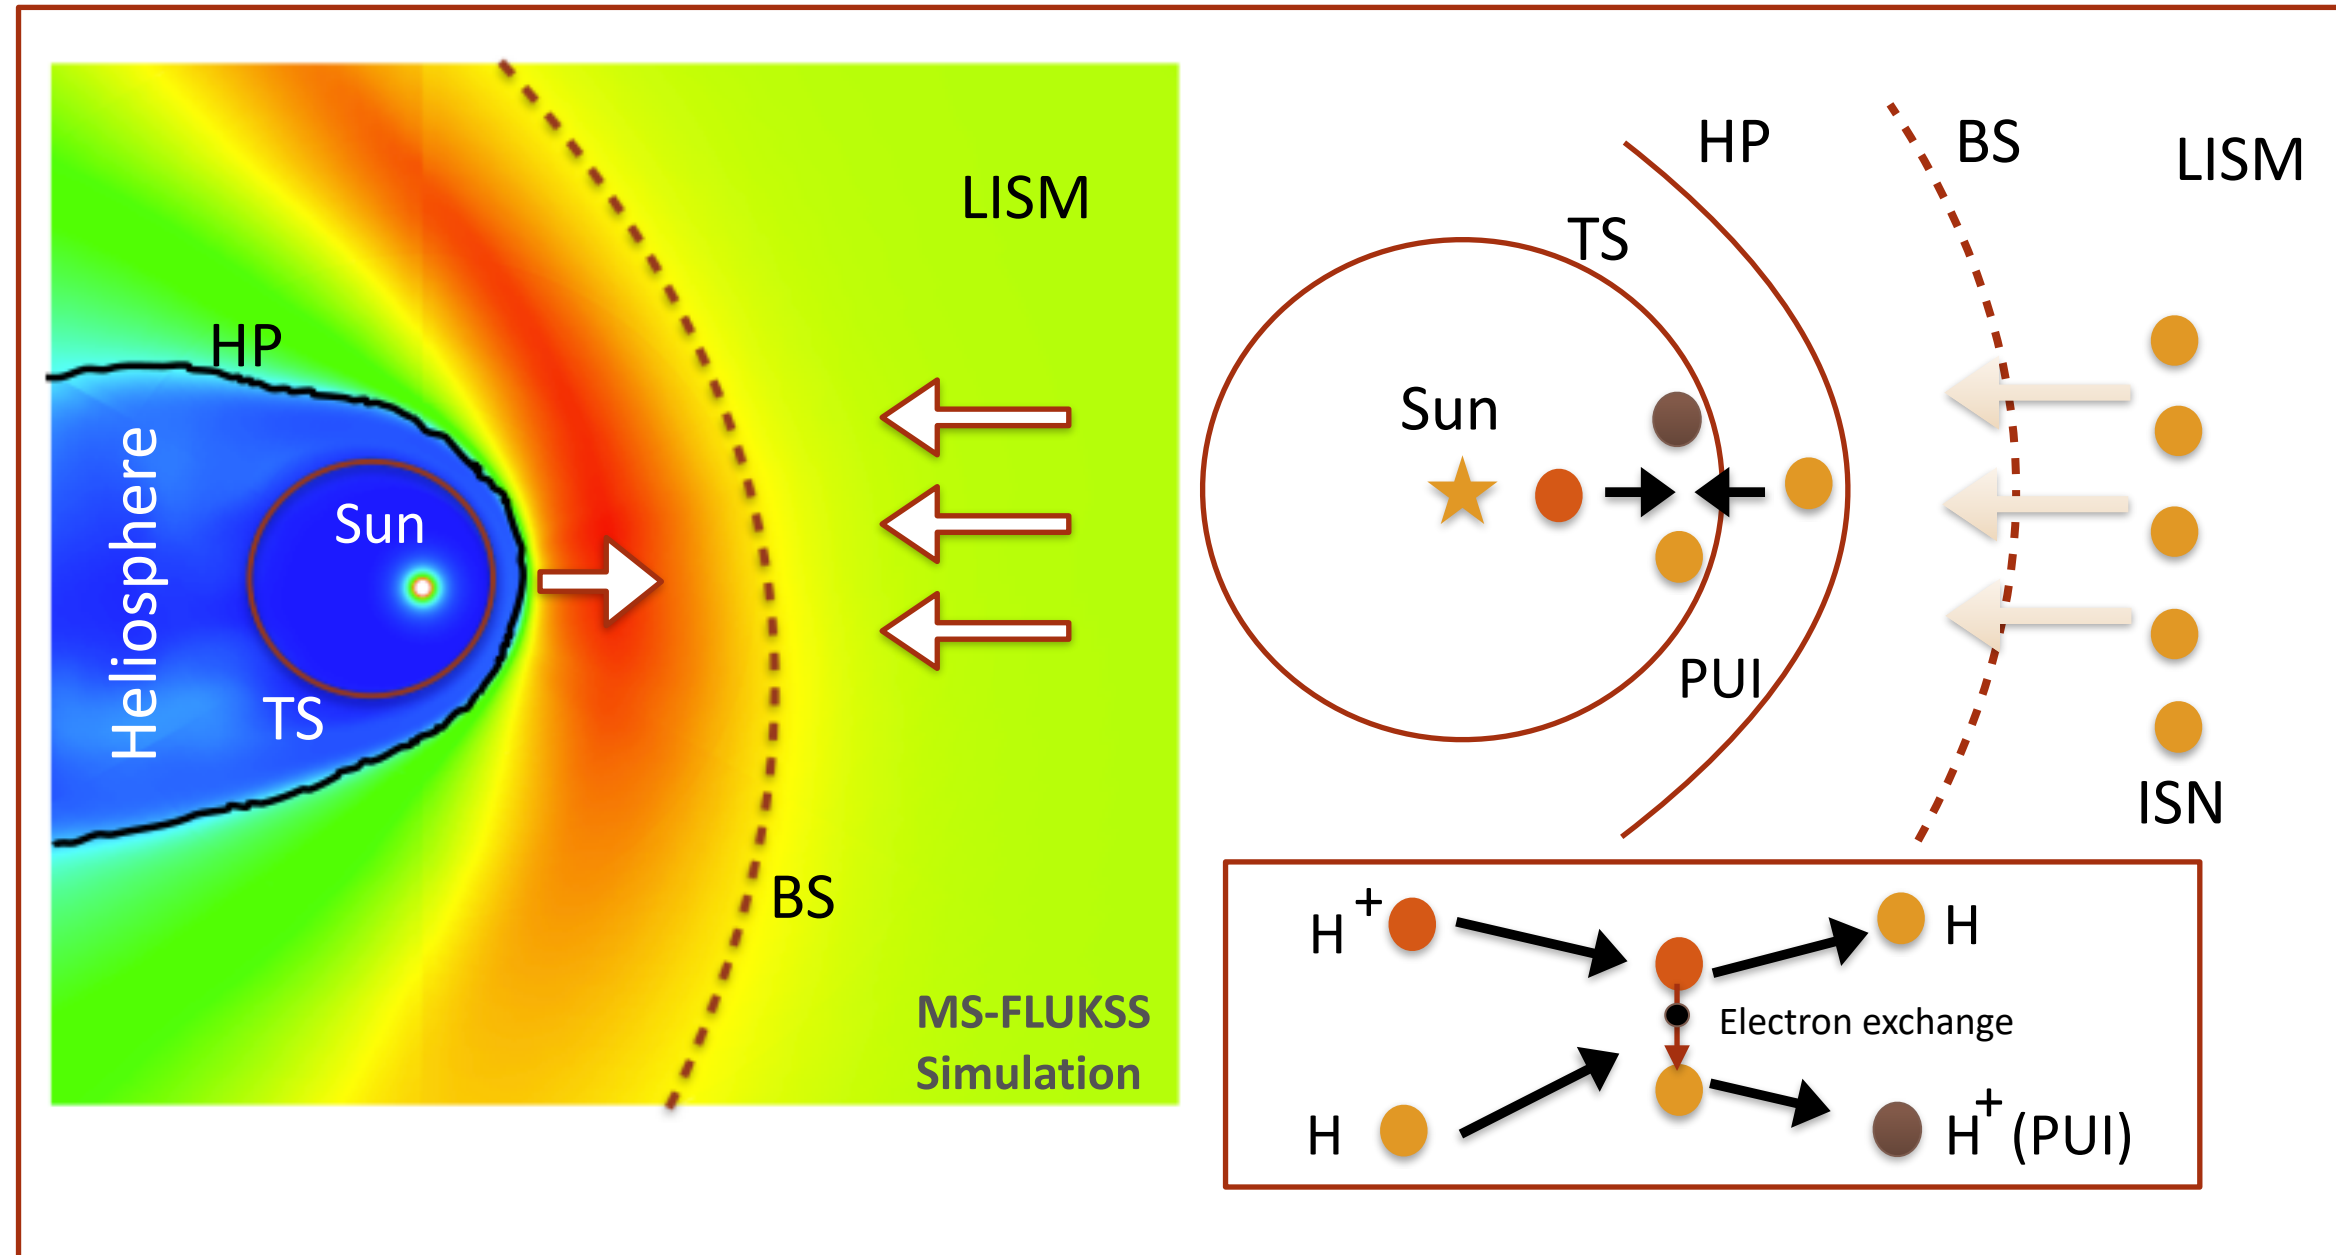 LISM
HP
Heliosphere
Sun
TS
BS
MS-FLUKSS
Simulation
HP
BS
LISM
TS
Sun
PUI
ISN
H+
H
Electron exchange
H
H+ (PUI)